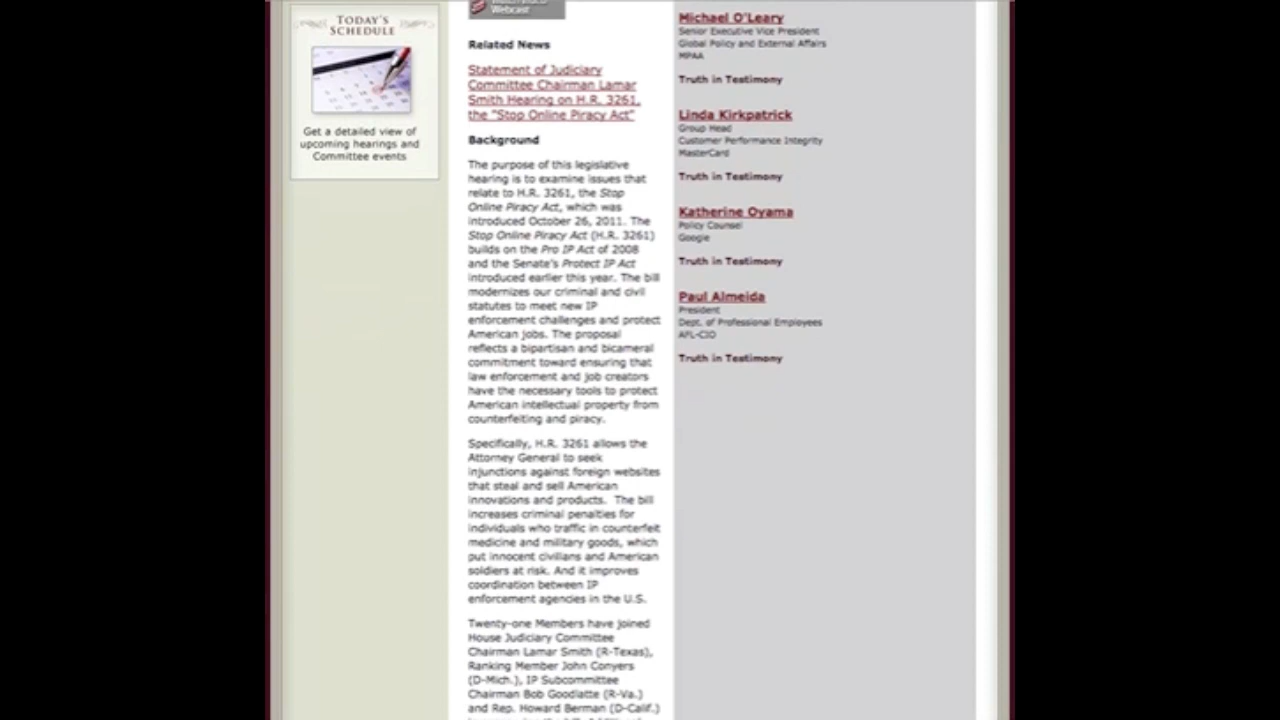 TODAY'S
SCHEDULE
Get a detailed view of
upcoming hearings and
Committee events
Webcast
Related News
Statement of Judiciary
Committee Chairman Lamar
Smith Hearing on H.R. 3261,
the "Stop Online Piracy Act"
Background
The purpose of this legislative
hearing is to examine issues that
relate to H.R. 3261, the Stop
Online Piracy Act, which was
introduced October 26, 2011. The
Stop Online Piracy Act (H.R. 3261)
builds on the Pro IP Act of 2008
and the Senate's Protect IP Act
introduced earlier this year. The bill
modernizes our criminal and civil
statutes to meet new IP
enforcement challenges and protect
American jobs. The proposal
reflects a bipartisan and bicameral
commitment toward ensuring that
law enforcement and job creators
have the necessary tools to protect
American intellectual property from
counterfeiting and piracy.
Specifically, H.R. 3261 allows the
Attorney General to seek
injunctions against foreign websites
that steal and sell American
innovations and products. The bill
increases criminal penalties for
individuals who traffic in counterfeit
medicine and military goods, which
put innocent civilians and American
soldiers at risk. And it improves
coordination between IP
enforcement agencies in the U.S.
Twenty-one Members have joined
House Judiciary Committee
Chairman Lamar Smith (R-Texas),
Ranking Member John Conyers
(D-Mich.), IP Subcommittee
Chairman Bob Goodlatte (R-Va.)
and Rep. Howard Berman (D-Calif.)
Michael O'Leary
Senior Executive Vice President
Global Policy and External Affairs
MPAA
Truth in Testimony
Linda Kirkpatrick
Group Head
Customer Performance Integrity
MasterCard
Truth in Testimony
Katherine Oyama
Policy Counsel
Google
Truth in Testimony
Paul Almeida
President
Dept. of Professional Employees
AFL-CIO
Truth in Testimony